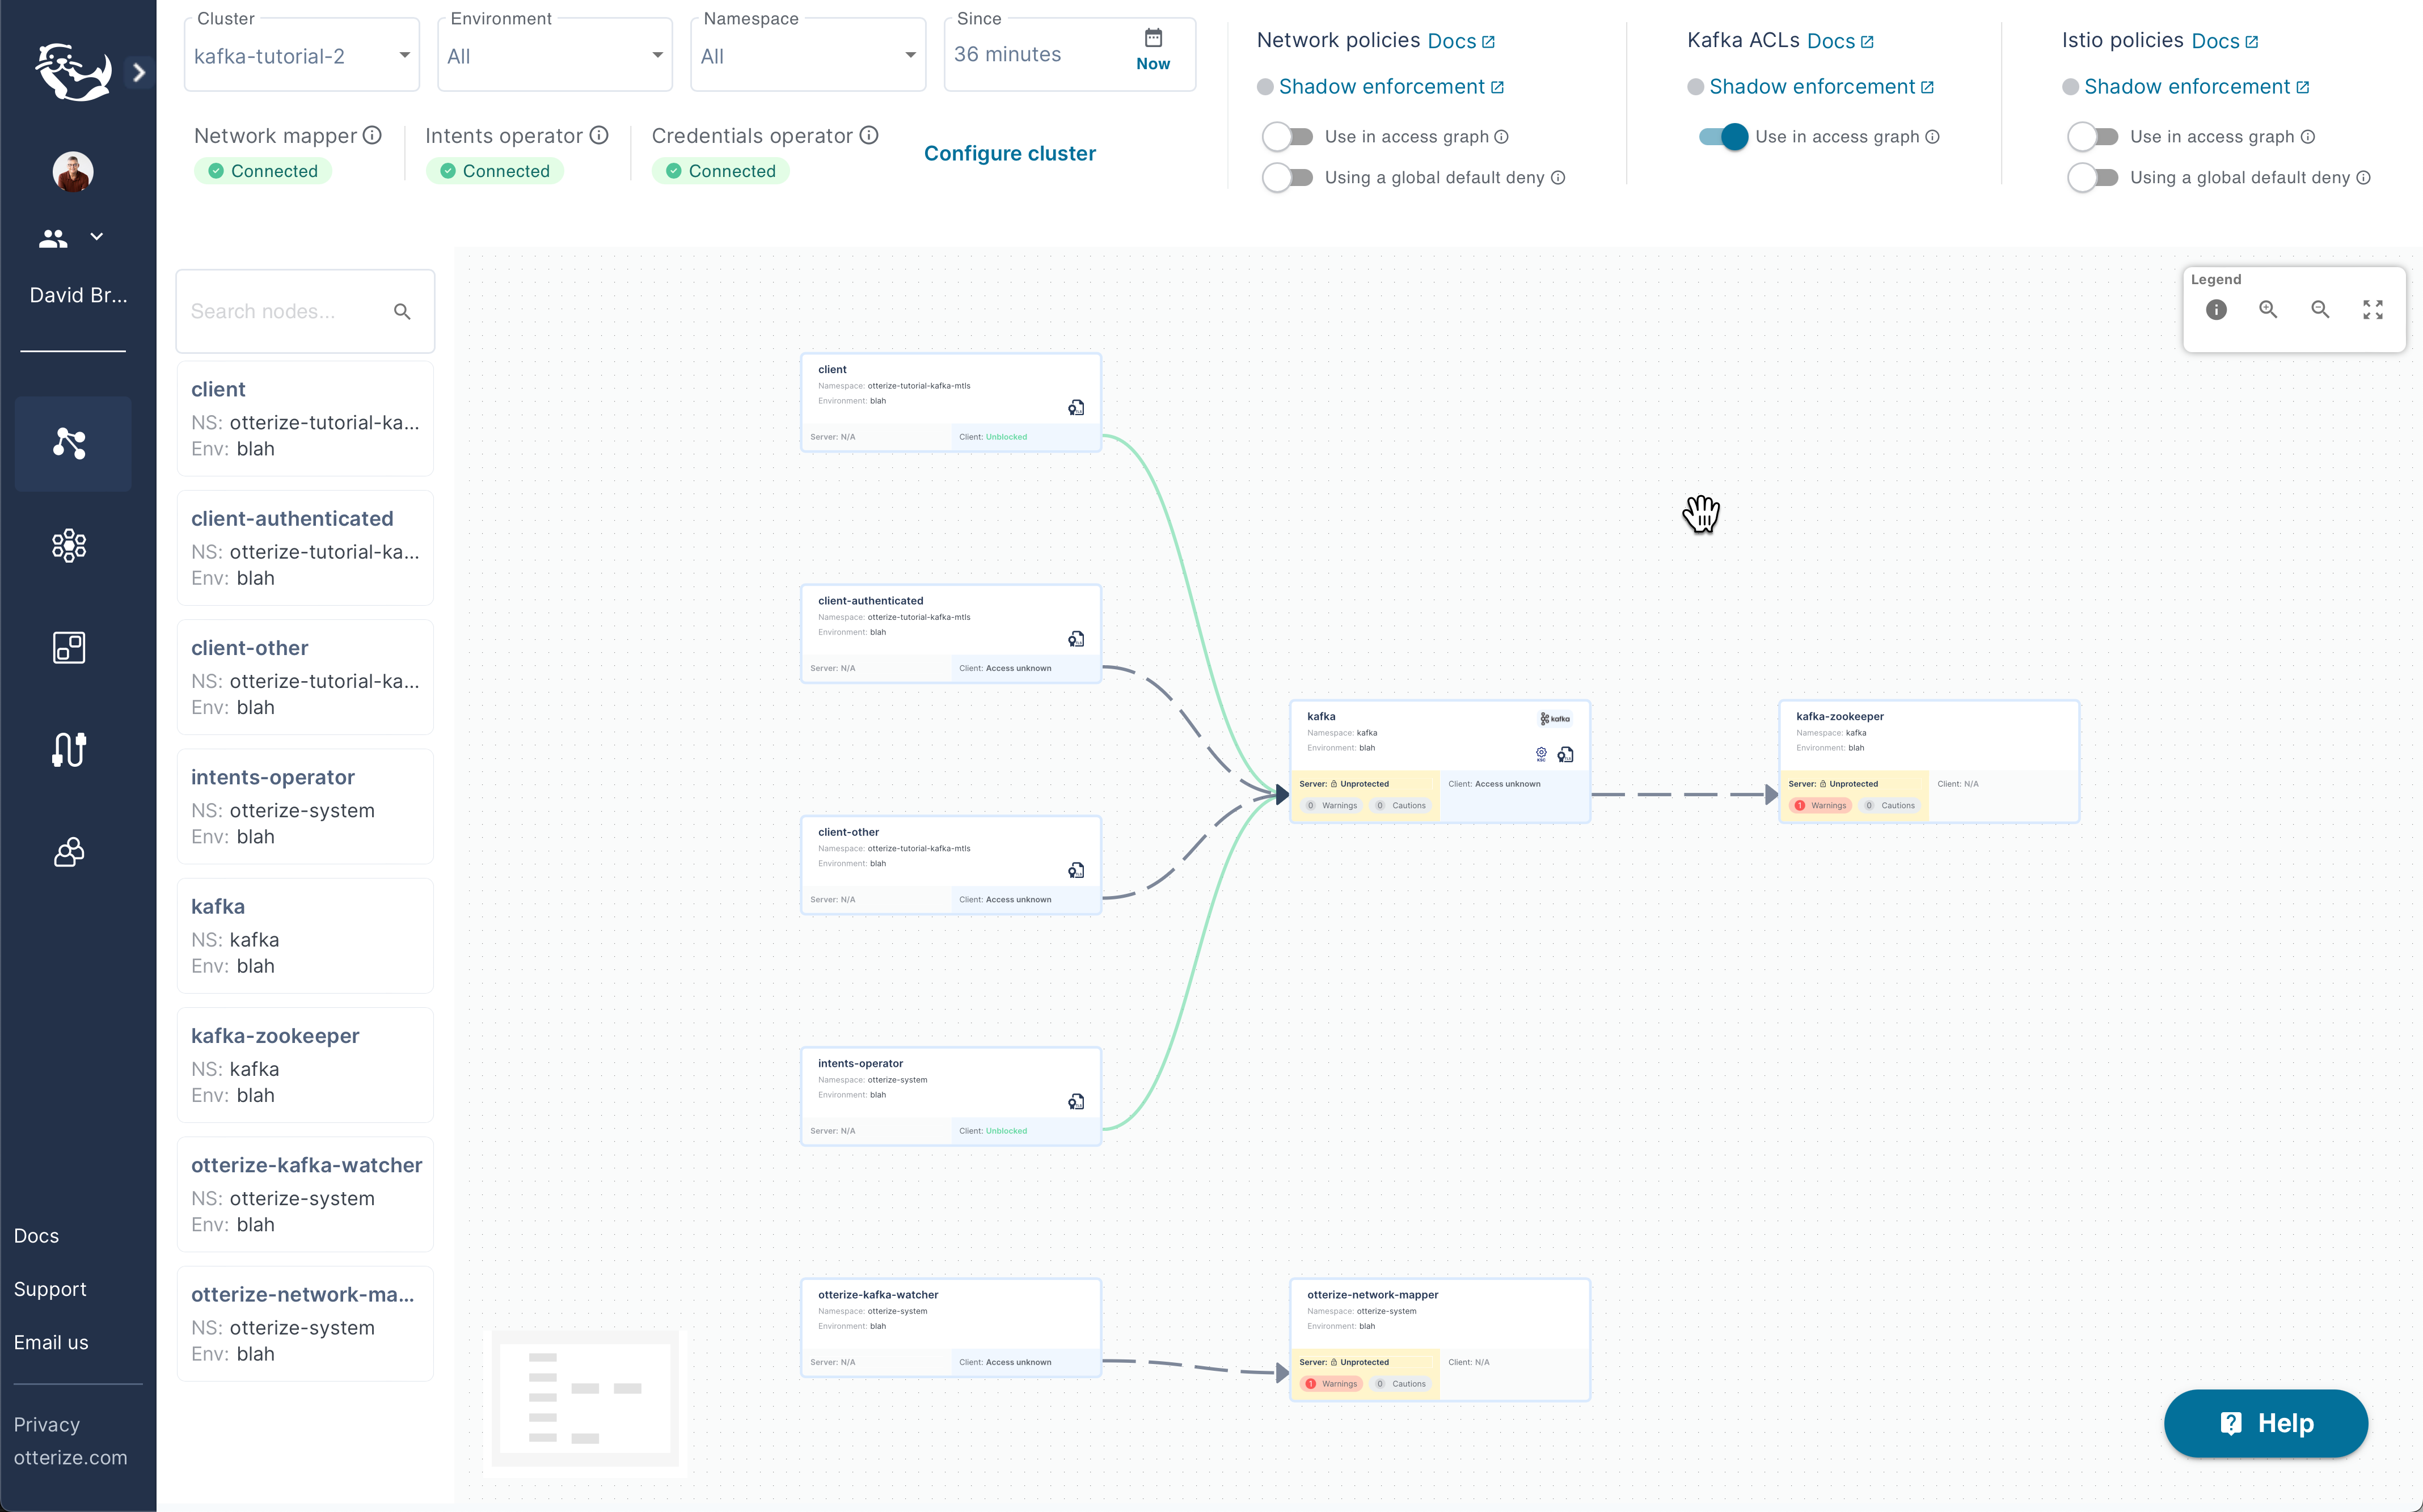 Cluster
kafka-tutorial-2
Environment
All
Namespace
All
Since
36 minutes
Now
Network mapper
Connected
Intents operator
Connected
Credentials operator
Connected
Configure cluster
Network policies Docs
Shadow enforcement
Use in access graph
Using a global default deny
Kafka ACLs Docs
Shadow enforcement
Use in access graph
Istio policies Docs
Shadow enforcement
Use in access graph
Using a global default deny
David Br...
Docs
Support
Email us
Privacy
otterize.com
Search nodes...
client
NS: otterize-tutorial-ka...
Env: blah
client-authenticated
NS: otterize-tutorial-ka...
Env: blah
client-other
NS: otterize-tutorial-ka...
Env: blah
intents-operator
NS: otterize-system
Env: blah
kafka
NS: kafka
Env: blah
kafka-zookeeper
NS: kafka
Env: blah
otterize-kafka-watcher
NS: otterize-system
Env: blah
otterize-network-ma...
NS: otterize-system
Env: blah
Legend
client
Namespace: otterize-tutorial-kafka-mtls
Environment: blah
Server: N/A
Client: Unblocked
client-authenticated
Namespace: otterize-tutorial-kafka-mtls
Environment: blah
Server: N/A
Client: Access unknown
client-other
Namespace: otterize-tutorial-kafka-mtls
Environment: blah
Server: N/A
Client: Access unknown
intents-operator
Namespace: otterize-system
Environment: blah
Server: N/A
Client: Unblocked
kafka
kafka
Namespace: kafka
Environment: blah
KSC
Server: Unprotected
0 Warnings
0 Cautions
Client: Access unknown
kafka-zookeeper
Namespace: kafka
Environment: blah
Server: Unprotected
1 Warnings
0 Cautions
Client: N/A
otterize-kafka-watcher
Namespace: otterize-system
Environment: blah
Server: N/A
Client: Access unknown
otterize-network-mapper
Namespace: otterize-system
Environment: blah
Server: Unprotected
1 Warnings
0 Cautions
Client: N/A
Help